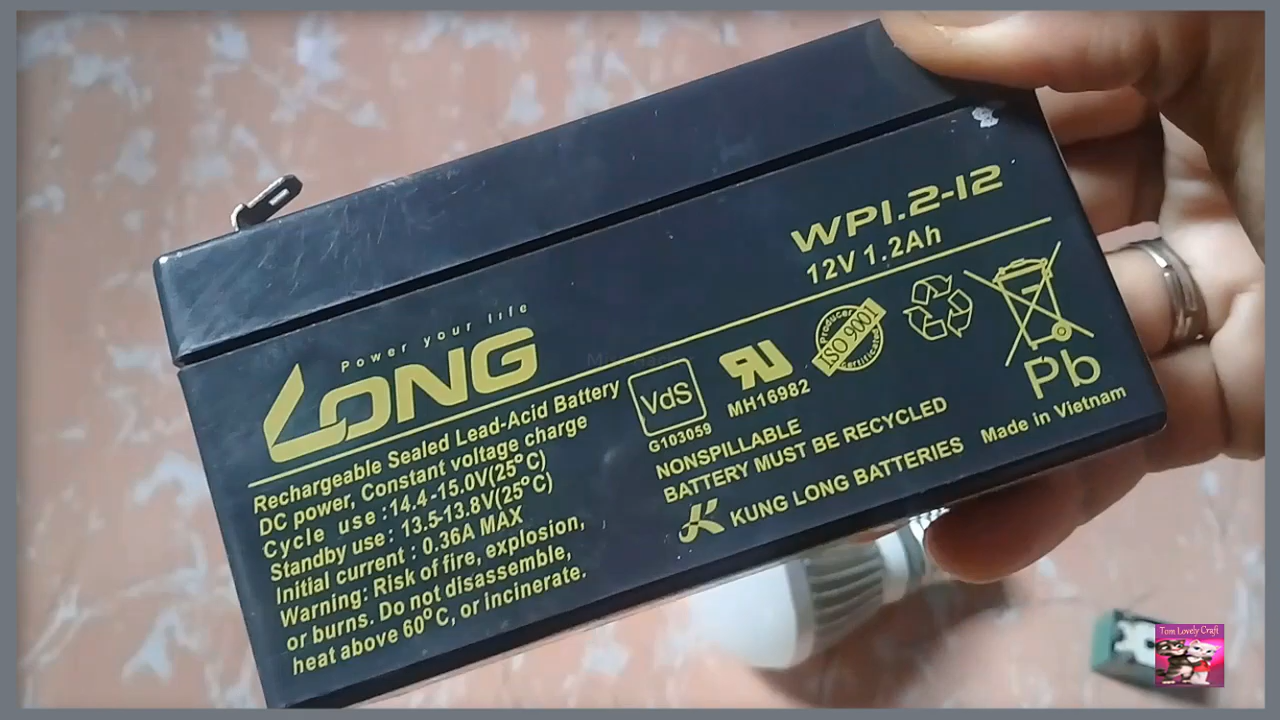 WP1.2-12
12V 1.2Ah
Power your life
LONG
Rechargeable Sealed Lead-Acid Battery
DC power, Constant voltage charge
Cycle use : 14.4 -15.0V(25°C)
Standby use : 13.5-13.8V(25°C)
Initial current : 0.36A MAX
Warning: Risk of fire, explosion,
or burns. Do not disassemble,
heat above 60°C, or incinerate.
VdS
G103059
MH16982
Producer
ISO 9001
Certificate
Pb
NONSPILLABLE
BATTERY MUST BE RECYCLED
KUNG LONG BATTERIES
Made in Vietnam
Tom Lovely Craft